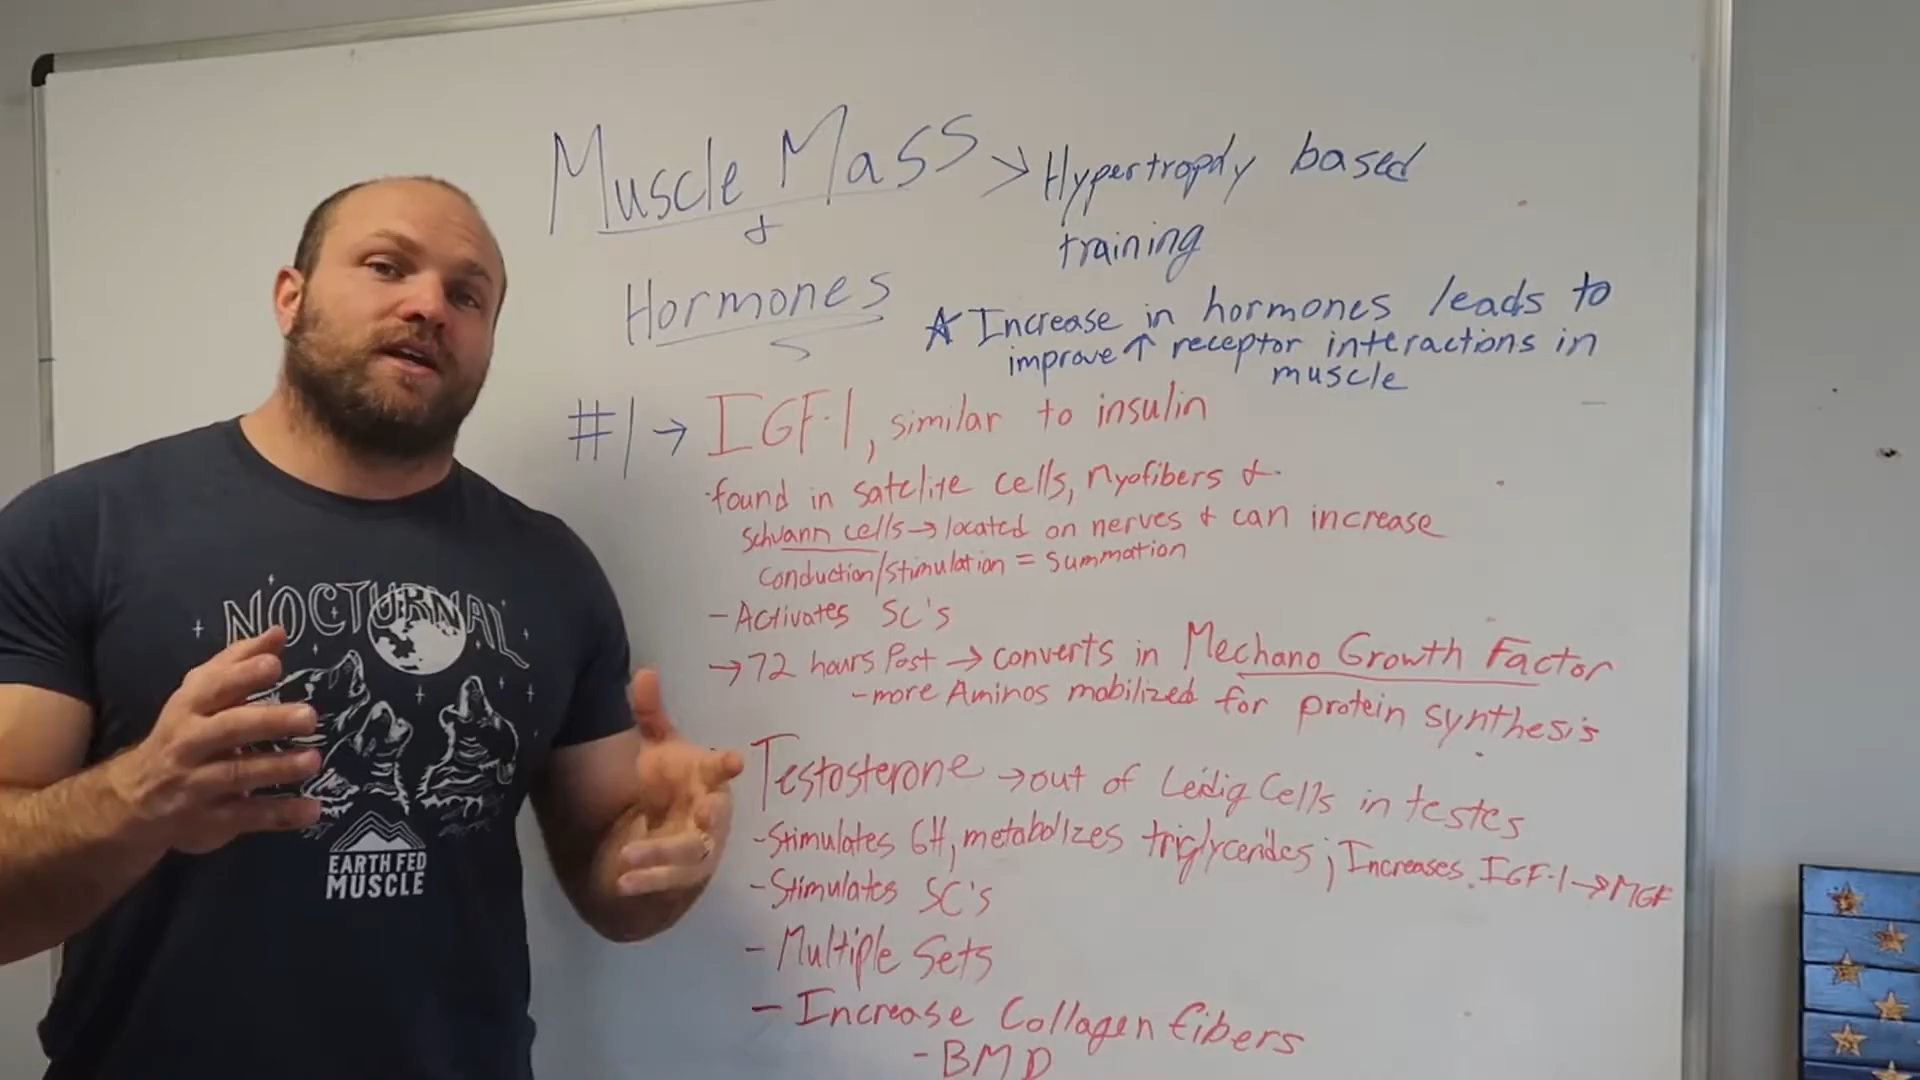 Muscle Mass > Hypertrophy based
training
&
Hormones
☆ Increase in hormones leads to
improve ↑ receptor interactions in
muscle
#1 → IGF-1, similar to insulin
·found in satelite cells, myofibers &
schwann cells → located on nerves & can increase
conduction/stimulation = summation
- Activates SC's
→ 72 hours Post → converts in Mechano Growth Factor
- more Aminos mobilized for protein synthesis
Testosterone → out of Leidig Cells in testes
- Stimulates GH, metabolizes triglycerides; Increases IGF-1 → MGF
- Stimulates SC's
- Multiple Sets
- Increase Collagen fibers
- BMD
NOCTURNAL
EARTH FED
MUSCLE